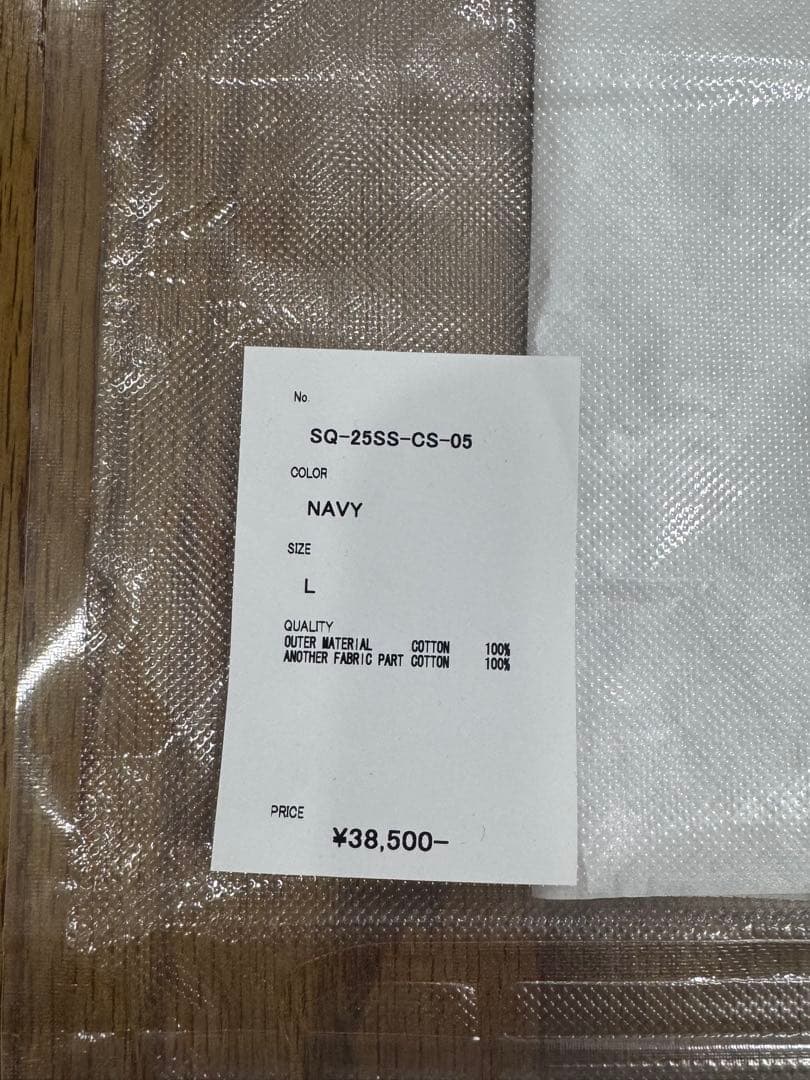 No.
SQ-25SS-CS-05
COLOR
NAVY
SIZE
L
QUALITY
OUTER MATERIAL COTTON 100%
ANOTHER FABRIC PART COTTON 100%
PRICE
¥38,500−